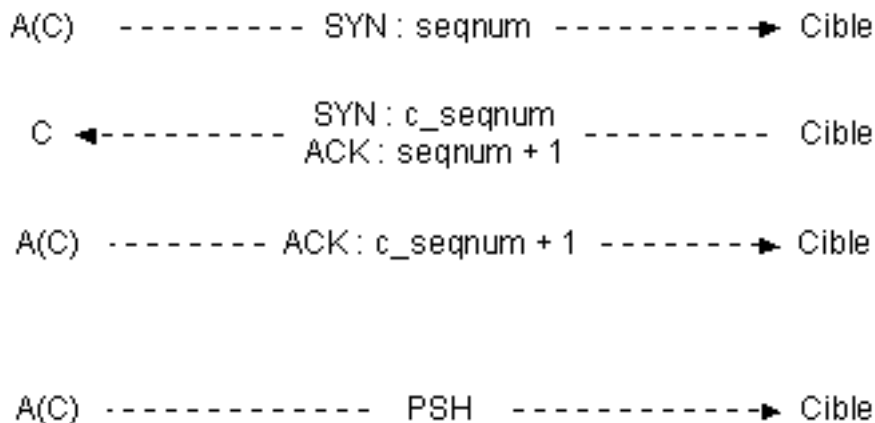 A(C) SYN : seqnum Cible
SYN : c_seqnum
C Cible
ACK : seqnum + 1
A(C) ACK : c_seqnum + 1 Cible
A(C) PSH Cible